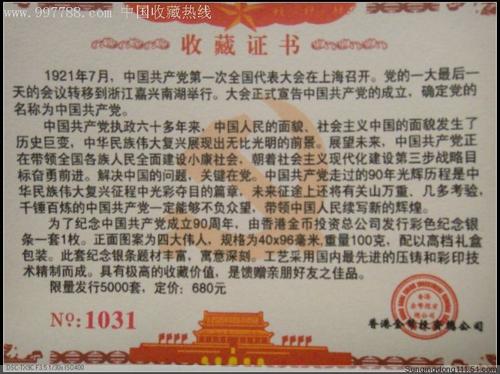 www.997788.com 中国收藏热线
收藏证书
1921年7月，中国共产党第一次全国代表大会在上海召开。党的一大最后一
天的会议转移到浙江嘉兴南湖举行。大会正式宣告中国共产党的成立，确定党
的名称为中国共产党。
中国共产党执政六十多年来，中国人民的面貌、社会主义中国的面貌发生了
历史巨变，中华民族伟大复兴展现出无比光明的前景。展望未来，中国共产党正
在带领全国各族人民全面建设小康社会，朝着社会主义现代化建设第三步战略目
标奋勇前进。解决中国的问题，关键在党。中国共产党走过的90年光辉历程是中
华民族伟大复兴征程中光彩夺目的篇章，未来征途上还将有关山万重、几多考验，
千锤百炼的中国共产党一定能够不负众望，带领中国人民续写新的辉煌。
为了纪念中国共产党成立90周年，由香港金币投资总公司发行彩色纪念银
条一套1枚。正面图案为四大伟人，规格为40x96毫米,重量100克，配以高档礼盒
包装。此套纪念银条题材丰富，寓意深刻。工艺采用国内最先进的压铸和彩印技
术精制而成。具有极高的收藏价值，是馈赠亲朋好友之佳品。
限量发行5000套，定价：680元
No:1031
香港金币投资总公司
DSC-TX9C F3.5 1/30s ISO400
Sunqingdong111.51.com